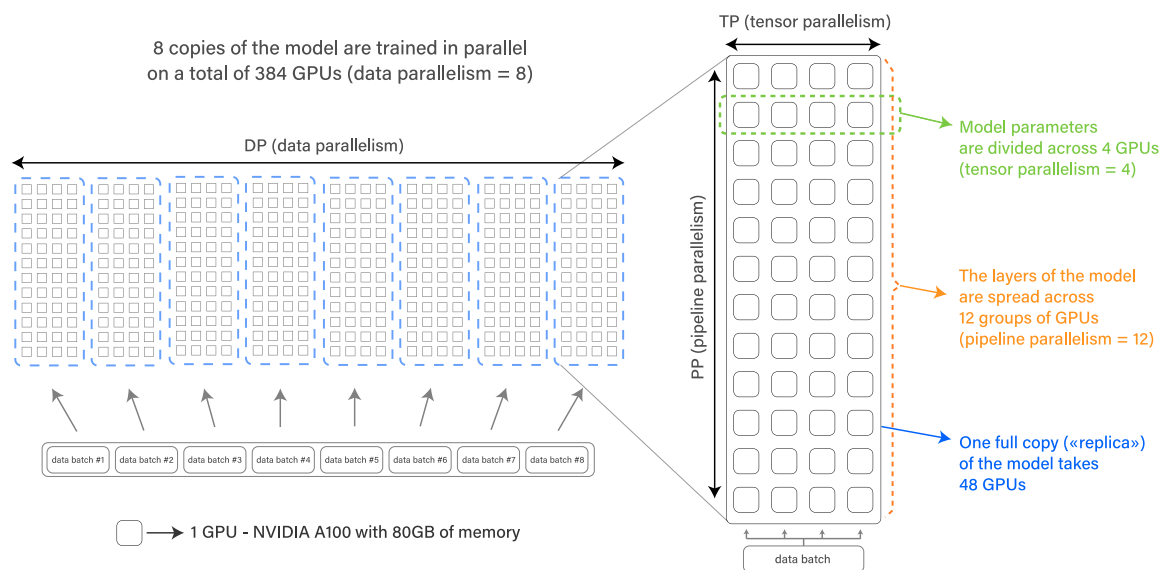 8 copies of the model are trained in parallel
on a total of 384 GPUs (data parallelism = 8)
DP (data parallelism)
data batch #1
data batch #2
data batch #3
data batch #4
data batch #5
data batch #6
data batch #7
data batch #8
1 GPU - NVIDIA A100 with 80GB of memory
TP (tensor parallelism)
PP (pipeline parallelism)
data batch
Model parameters
are divided across 4 GPUs
(tensor parallelism = 4)
The layers of the model
are spread across
12 groups of GPUs
(pipeline parallelism = 12)
One full copy («replica»)
of the model takes
48 GPUs